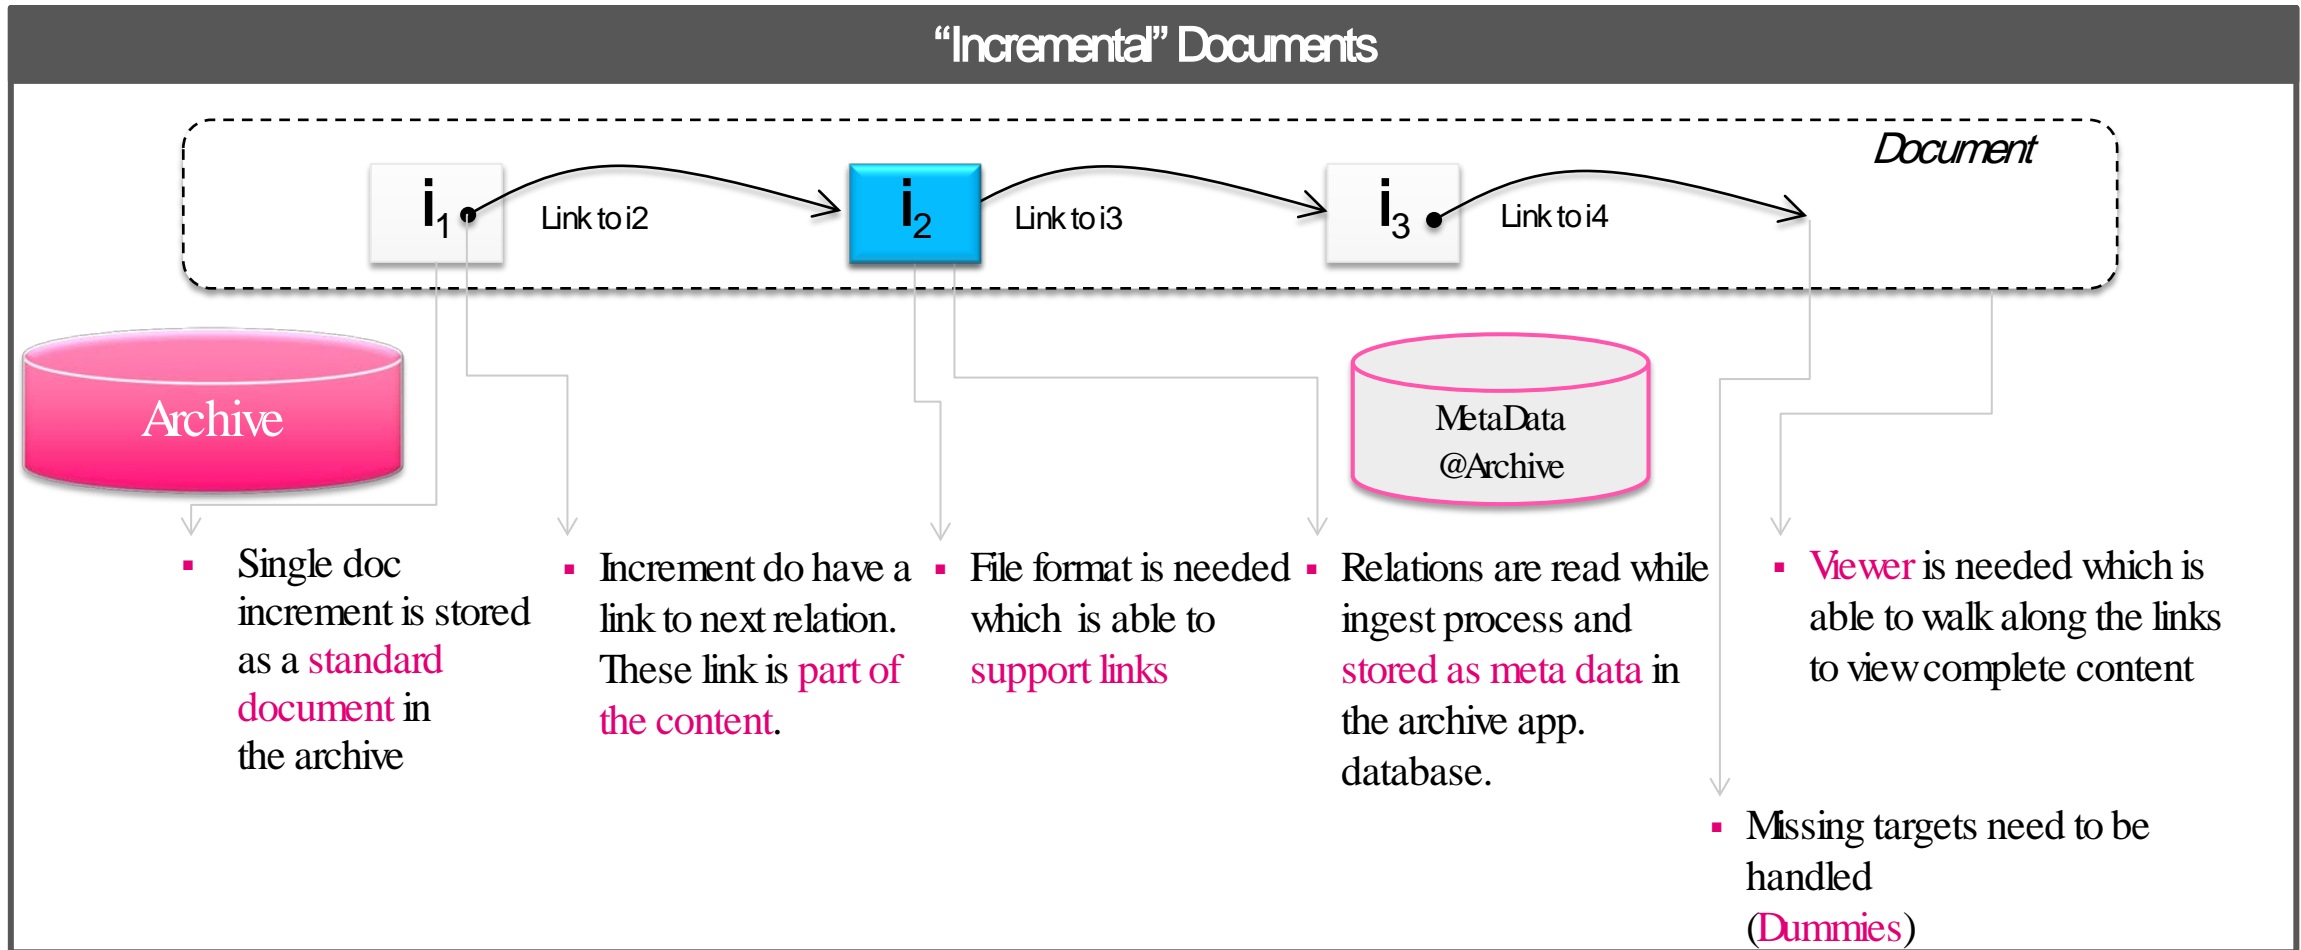 “Incremental” Documents
Document
i1
Link to i2
i2
Link to i3
i3
Link to i4
Archive
MetaData
@Archive
▪ Single doc
increment is stored
as a standard
document in
the archive
▪ Increment do have a
link to next relation.
These link is part of
the content.
▪ File format is needed
which is able to
support links
▪ Relations are read while
ingest process and
stored as meta data in
the archive app.
database.
▪ Viewer is needed which is
able to walk along the links
to view complete content
▪ Missing targets need to be
handled
(Dummies)